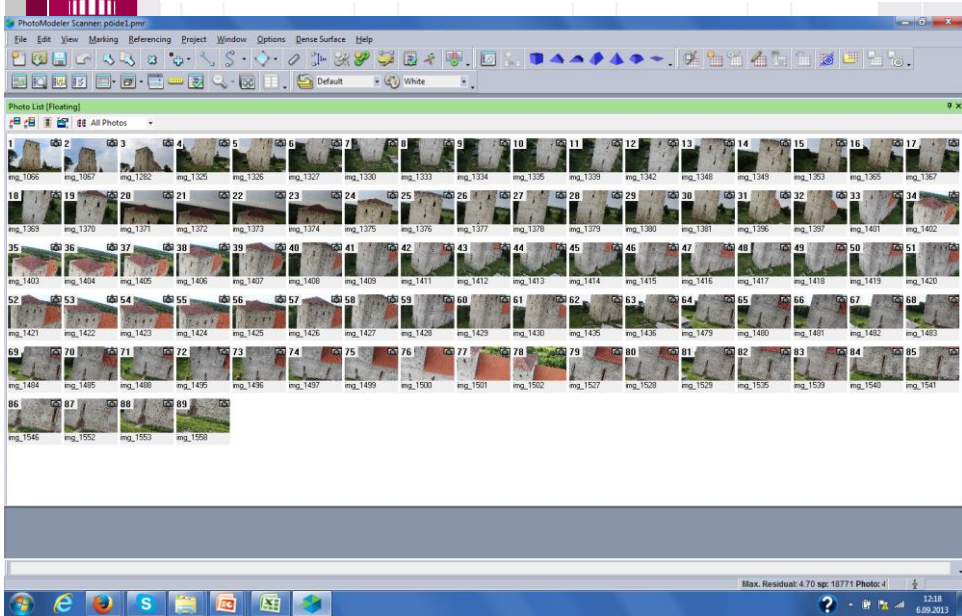 PhotoModeler Scanner: pöide1.pmr
File Edit View Marking Referencing Project Window Options Dense Surface Help
Default White
Photo List [Floating]
All Photos
1 2 3 4 5 6 7 8 9 10 11 12 13 14 15 16 17
img_1066 img_1067 img_1282 img_1325 img_1326 img_1327 img_1330 img_1333 img_1334 img_1335 img_1339 img_1342 img_1348 img_1349 img_1353 img_1365 img_1367
18 19 20 21 22 23 24 25 26 27 28 29 30 31 32 33 34
img_1369 img_1370 img_1371 img_1372 img_1373 img_1374 img_1375 img_1376 img_1377 img_1378 img_1379 img_1380 img_1381 img_1396 img_1397 img_1401 img_1402
35 36 37 38 39 40 41 42 43 44 45 46 47 48 49 50 51
img_1403 img_1404 img_1405 img_1406 img_1407 img_1408 img_1409 img_1411 img_1412 img_1413 img_1414 img_1415 img_1416 img_1417 img_1418 img_1419 img_1420
52 53 54 55 56 57 58 59 60 61 62 63 64 65 66 67 68
img_1421 img_1422 img_1423 img_1424 img_1425 img_1426 img_1427 img_1428 img_1429 img_1430 img_1435 img_1436 img_1479 img_1480 img_1481 img_1482 img_1483
69 70 71 72 73 74 75 76 77 78 79 80 81 82 83 84 85
img_1484 img_1485 img_1488 img_1495 img_1496 img_1497 img_1499 img_1500 img_1501 img_1502 img_1527 img_1528 img_1529 img_1535 img_1539 img_1540 img_1541
86 87 88 89
img_1546 img_1552 img_1553 img_1558
Max. Residual: 4.70 sp: 18771 Photo: 4
12:18
6.09.2013